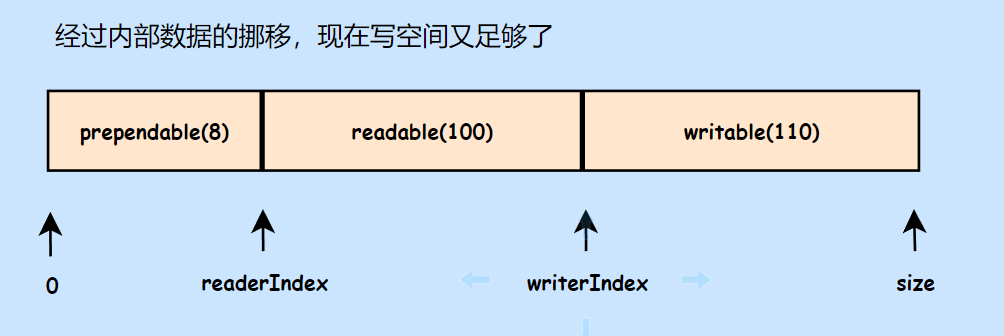 经过内部数据的挪移，现在写空间又足够了
prependable(8) readable(100) writable(110)
0 readerIndex writerIndex size